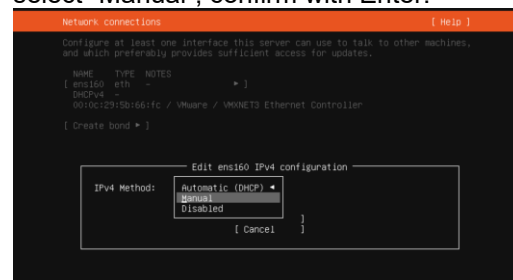 select "Manual", confirm with Enter.
Network connections [ Help ]
Configure at least one interface this server can use to talk to other machines,
and which preferably provides sufficient access for updates.
NAME TYPE NOTES
[ ens160 eth - ▸ ]
DHCPv4 -
00:0c:29:5b:66:fc / VMware / VMXNET3 Ethernet Controller
[ Create bond ▸ ]
Edit ens160 IPv4 configuration
IPv4 Method: Automatic (DHCP) ◂
Manual
Disabled
]
[ Cancel ]